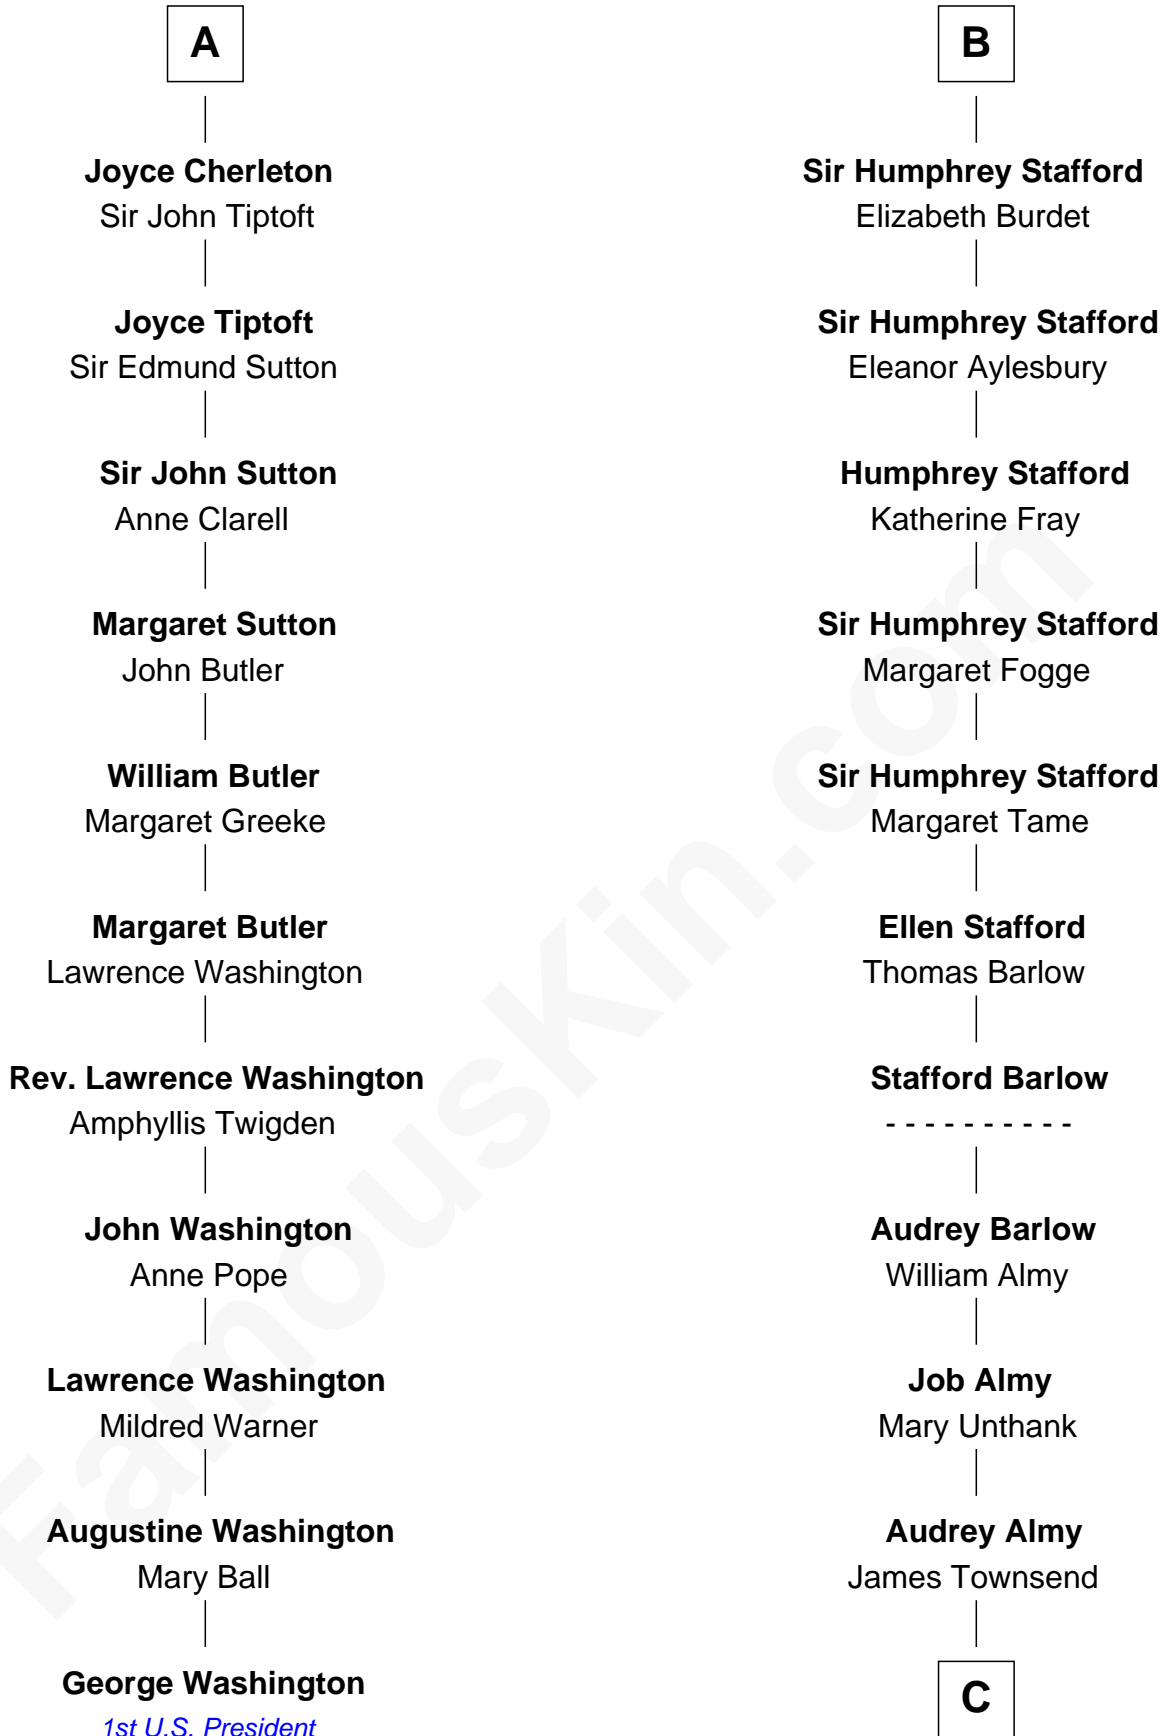 A
Joyce Cherleton
Sir John Tiptoft
Joyce Tiptoft
Sir Edmund Sutton
Sir John Sutton
Anne Clarell
Margaret Sutton
John Butler
William Butler
Margaret Greeke
Margaret Butler
Lawrence Washington
Rev. Lawrence Washington
Amphyllis Twigden
John Washington
Anne Pope
Lawrence Washington
Mildred Warner
Augustine Washington
Mary Ball
George Washington
1st U.S. President
B
Sir Humphrey Stafford
Elizabeth Burdet
Sir Humphrey Stafford
Eleanor Aylesbury
Humphrey Stafford
Katherine Fray
Sir Humphrey Stafford
Margaret Fogge
Sir Humphrey Stafford
Margaret Tame
Ellen Stafford
Thomas Barlow
Stafford Barlow
- - - - - - - - - -
Audrey Barlow
William Almy
Job Almy
Mary Unthank
Audrey Almy
James Townsend
C
FamousKin.com